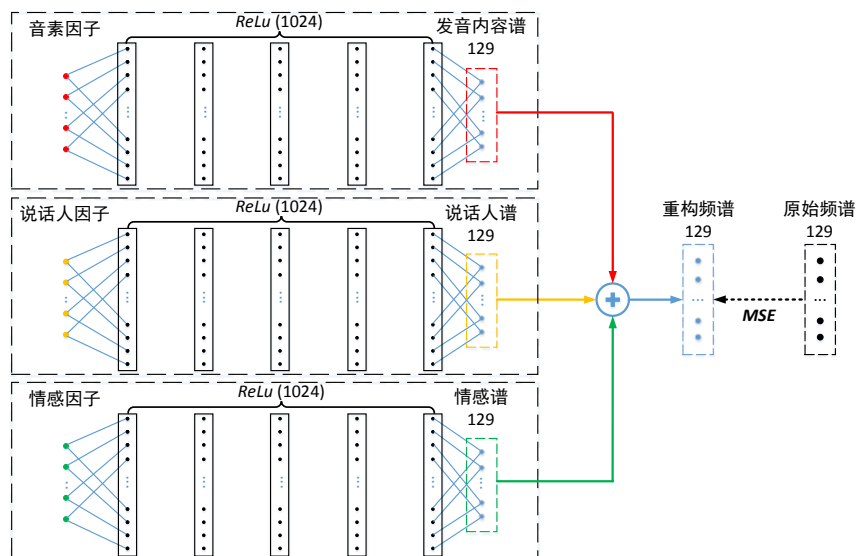 音素因子
ReLu (1024)
发音内容谱
129
说话人因子
ReLu (1024)
说话人谱
129
重构频谱
129
原始频谱
129
MSE
情感因子
ReLu (1024)
情感谱
129